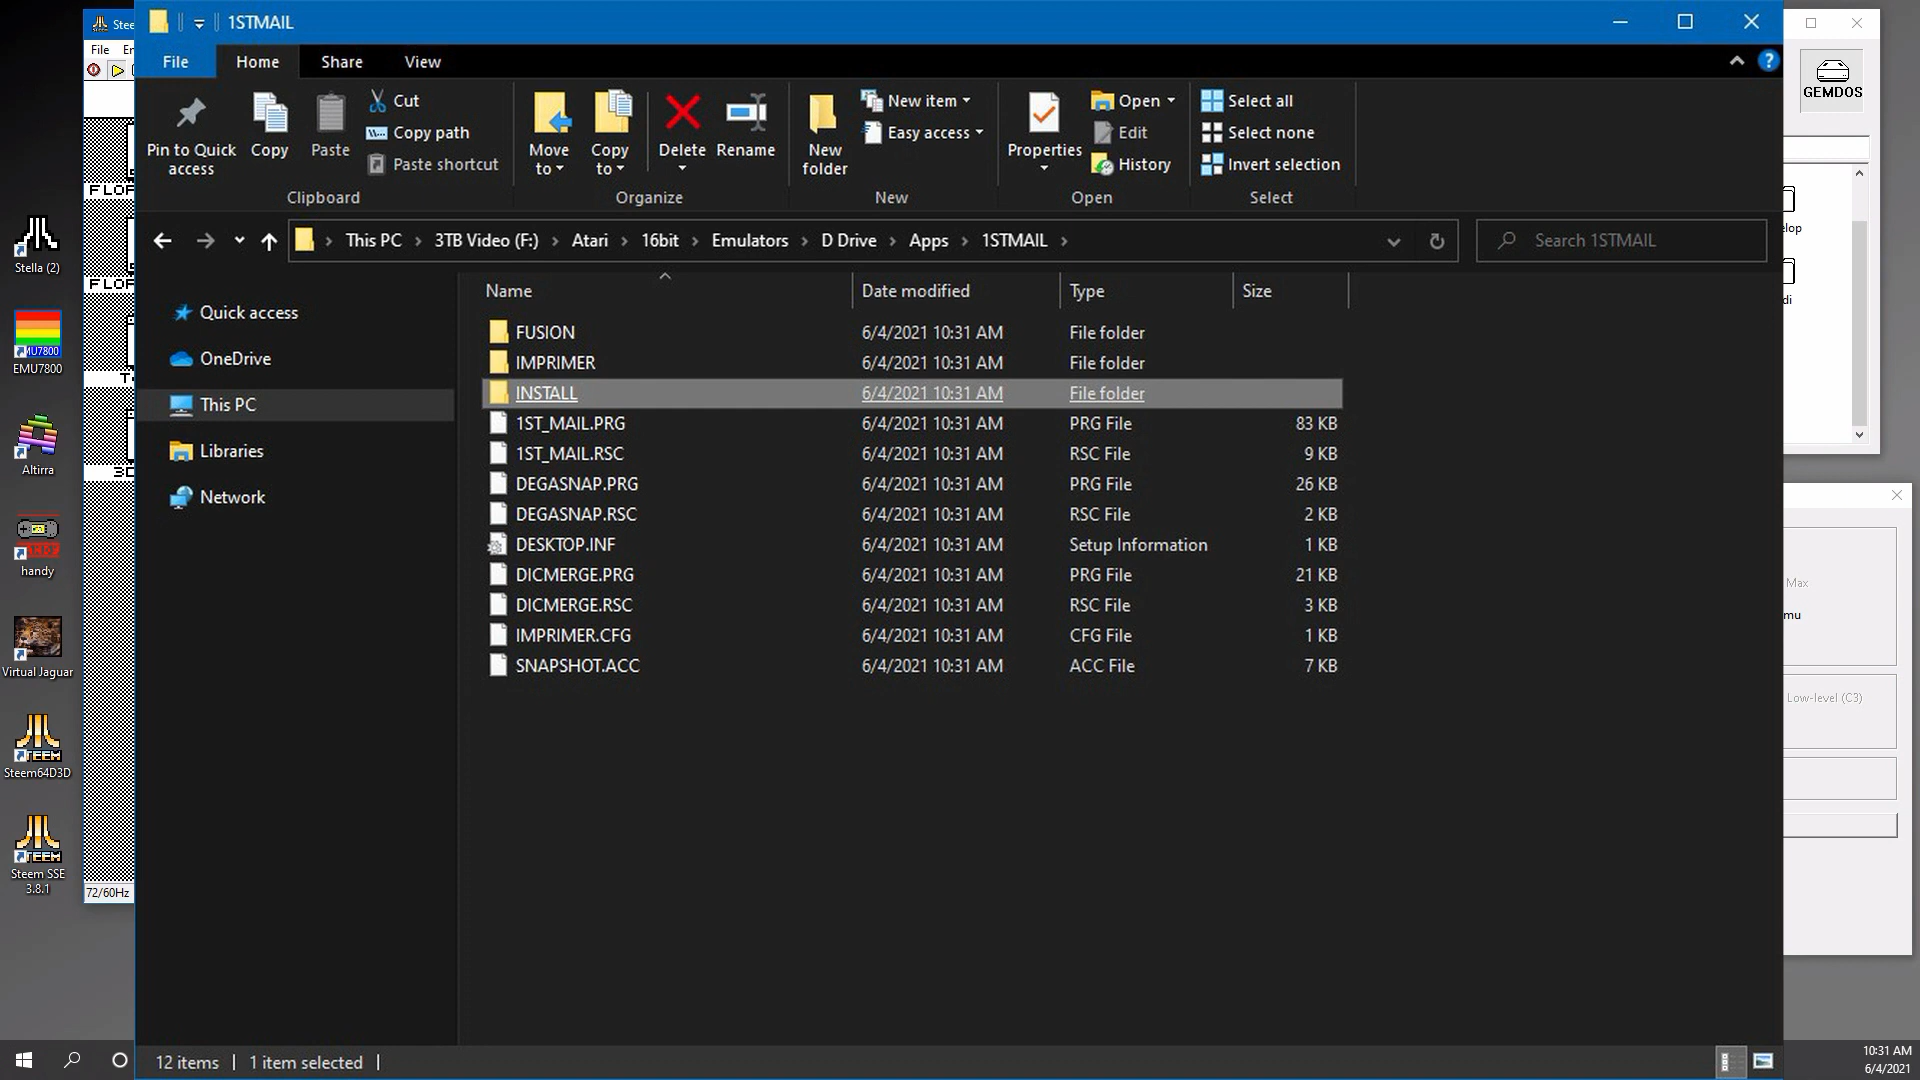 1STMAIL
File Home Share View
Pin to Quick access
Copy
Paste
Cut
Copy path
Paste shortcut
Clipboard
Move to
Copy to
Delete
Rename
Organize
New folder
New item
Easy access
New
Properties
Open
Edit
History
Open
Select all
Select none
Invert selection
Select
This PC > 3TB Video (F:) > Atari > 16bit > Emulators > D Drive > Apps > 1STMAIL >
Search 1STMAIL
Quick access
OneDrive
This PC
Libraries
Network
Name Date modified Type Size
FUSION 6/4/2021 10:31 AM File folder
IMPRIMER 6/4/2021 10:31 AM File folder
INSTALL 6/4/2021 10:31 AM File folder
1ST_MAIL.PRG 6/4/2021 10:31 AM PRG File 83 KB
1ST_MAIL.RSC 6/4/2021 10:31 AM RSC File 9 KB
DEGASNAP.PRG 6/4/2021 10:31 AM PRG File 26 KB
DEGASNAP.RSC 6/4/2021 10:31 AM RSC File 2 KB
DESKTOP.INF 6/4/2021 10:31 AM Setup Information 1 KB
DICMERGE.PRG 6/4/2021 10:31 AM PRG File 21 KB
DICMERGE.RSC 6/4/2021 10:31 AM RSC File 3 KB
IMPRIMER.CFG 6/4/2021 10:31 AM CFG File 1 KB
SNAPSHOT.ACC 6/4/2021 10:31 AM ACC File 7 KB
12 items | 1 item selected |
Stee
File En
FLOP
FLOP
72/60Hz
Stella (2)
EMU7800
Altirra
handy
Virtual Jaguar
STEEM
Steem64D3D
STEEM
Steem SSE
3.8.1
GEMDOS
elop
di
Max
mu
Low-level (C3)
10:31 AM
6/4/2021